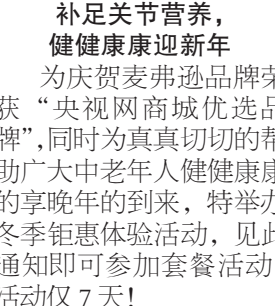 补足关节营养，
健健康康迎新年
为庆贺麦弗逊品牌荣
获“央视网商城优选品
牌”,同时为真真切切的帮
助广大中老年人健健康康
的享晚年的到来，特举办
冬季钜惠体验活动，见此
通知即可参加套餐活动，
活动仅7天！